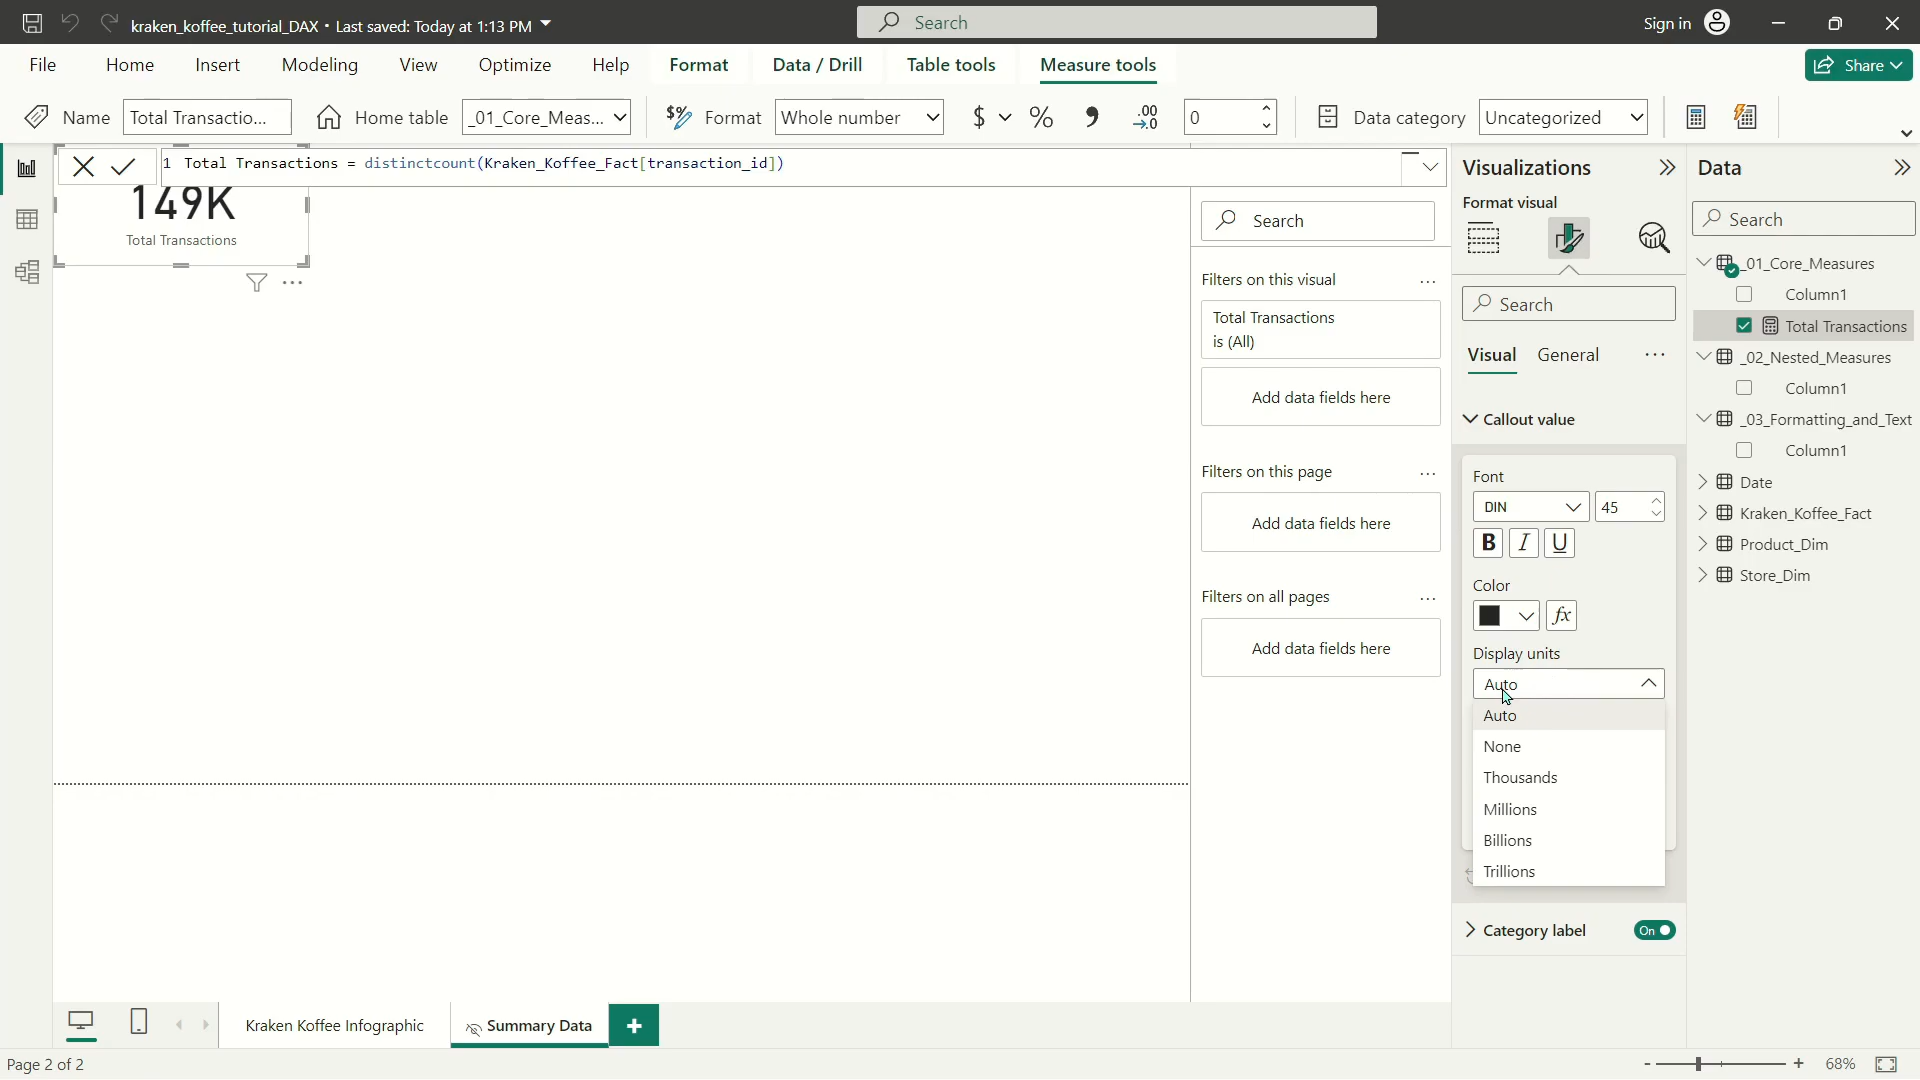 kraken_koffee_tutorial_DAX • Last saved: Today at 1:13 PM
Search
Sign in
File Home Insert Modeling View Optimize Help Format Data / Drill Table tools Measure tools
Share
Name Total Transactio... Home table _01_Core_Meas... Format Whole number $ % 0 Data category Uncategorized
1 Total Transactions = distinctcount(Kraken_Koffee_Fact[transaction_id])
149K
Total Transactions
Search
Filters on this visual
Total Transactions
is (All)
Add data fields here
Filters on this page
Add data fields here
Filters on all pages
Add data fields here
Visualizations
Format visual
Search
Visual General
Callout value
Font
DIN 45
B I U
Color
fx
Display units
Auto
Auto
None
Thousands
Millions
Billions
Trillions
Category label On
Data
Search
_01_Core_Measures
Column1
Total Transactions
_02_Nested_Measures
Column1
_03_Formatting_and_Text
Column1
Date
Kraken_Koffee_Fact
Product_Dim
Store_Dim
Kraken Koffee Infographic Summary Data +
Page 2 of 2
- + 68%